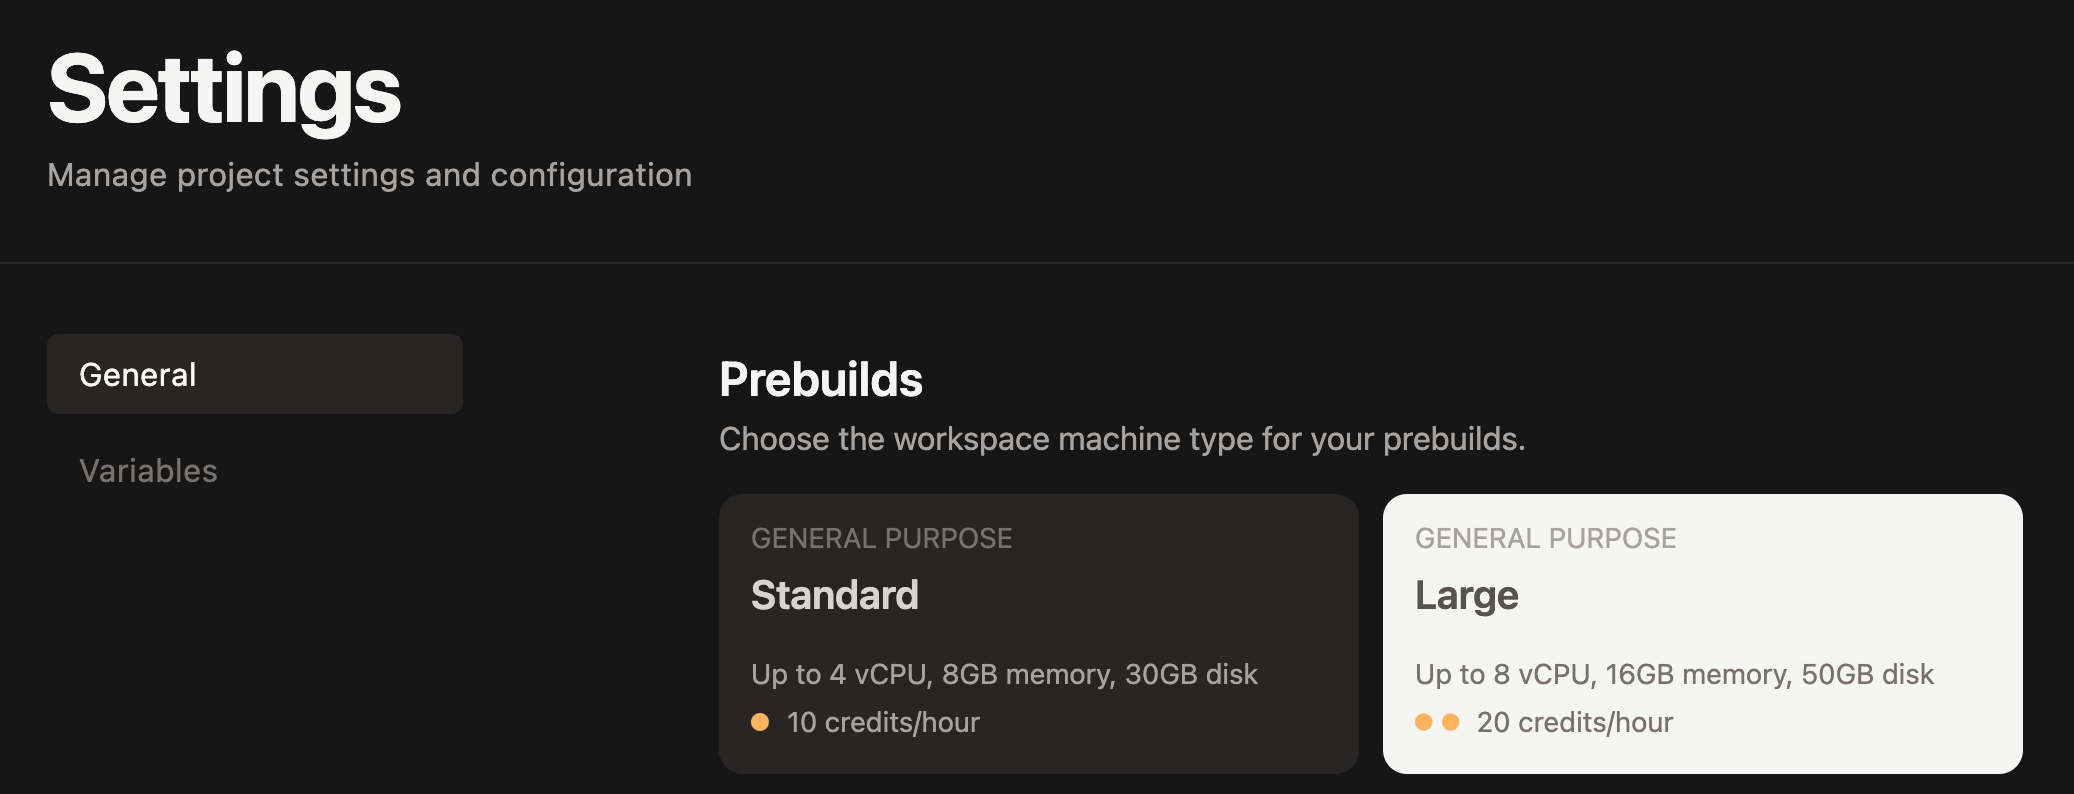 Settings
Manage project settings and configuration
General
Variables
Prebuilds
Choose the workspace machine type for your prebuilds.
GENERAL PURPOSE
Standard
Up to 4 vCPU, 8GB memory, 30GB disk
10 credits/hour
GENERAL PURPOSE
Large
Up to 8 vCPU, 16GB memory, 50GB disk
20 credits/hour